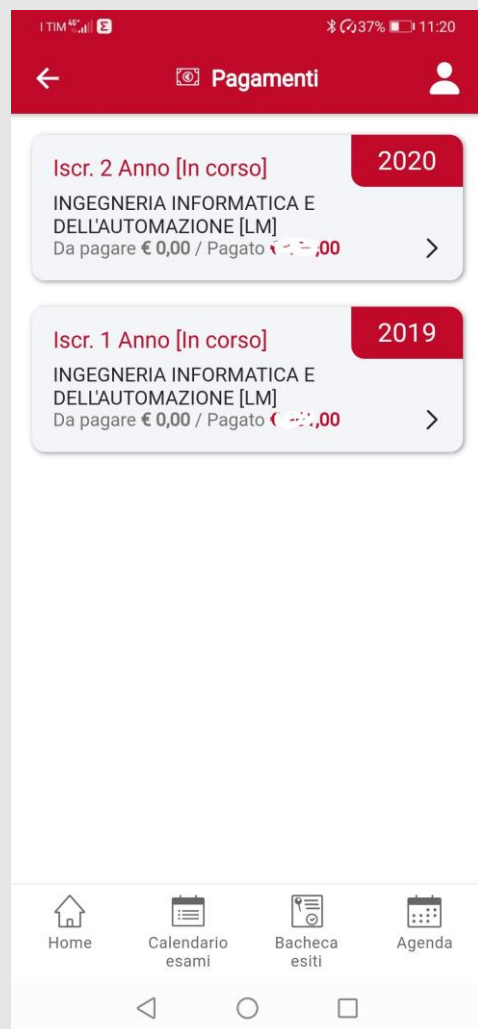 I TIM 11:20
37%
Pagamenti
2020
Iscr. 2 Anno [In corso]
INGEGNERIA INFORMATICA E
DELL'AUTOMAZIONE [LM]
Da pagare € 0,00 / Pagato ,00
2019
Iscr. 1 Anno [In corso]
INGEGNERIA INFORMATICA E
DELL'AUTOMAZIONE [LM]
Da pagare € 0,00 / Pagato ,00
Home
Calendario
esami
Bacheca
esiti
Agenda